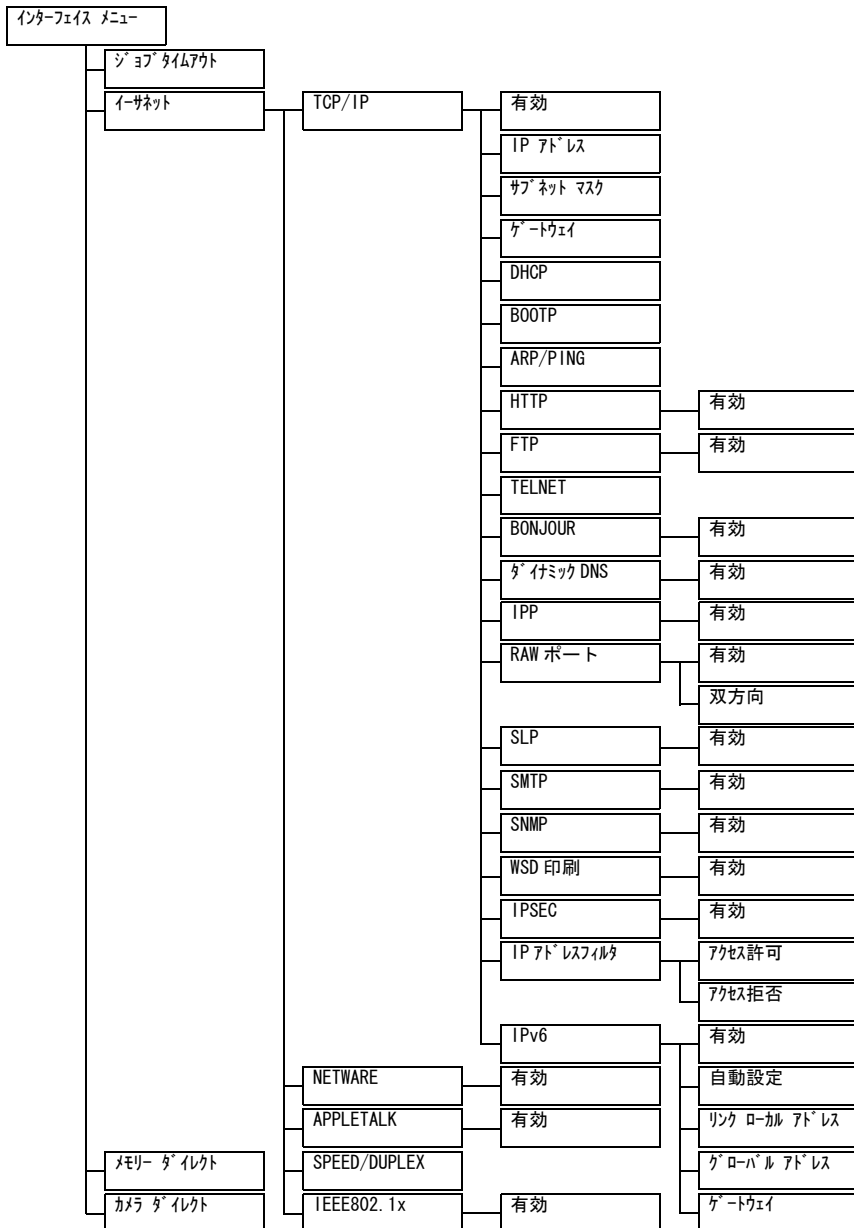 ｲﾝﾀｰﾌｪｲｽ ﾒﾆｭｰ
ｼﾞｮﾌﾞﾀｲﾑｱｳﾄ
ｲｰｻﾈｯﾄ
TCP/IP
有効
IP ｱﾄﾞﾚｽ
ｻﾌﾞﾈｯﾄ ﾏｽｸ
ｹﾞｰﾄｳｪｲ
DHCP
BOOTP
ARP/PING
HTTP
有効
FTP
有効
TELNET
BONJOUR
有効
ﾀﾞｲﾅﾐｯｸ DNS
有効
IPP
有効
RAW ポート
有効
双方向
SLP
有効
SMTP
有効
SNMP
有効
WSD 印刷
有効
IPSEC
有効
IP ｱﾄﾞﾚｽﾌｨﾙﾀ
ｱｸｾｽ許可
ｱｸｾｽ拒否
IPv6
有効
自動設定
ﾘﾝｸ ﾛｰｶﾙ ｱﾄﾞﾚｽ
ｸﾞﾛｰﾊﾞﾙ ｱﾄﾞﾚｽ
ｹﾞｰﾄｳｪｲ
NETWARE
有効
APPLETALK
有効
SPEED/DUPLEX
IEEE802.1x
有効
ﾒﾓﾘｰ ﾀﾞｲﾚｸﾄ
ｶﾒﾗ ﾀﾞｲﾚｸﾄ